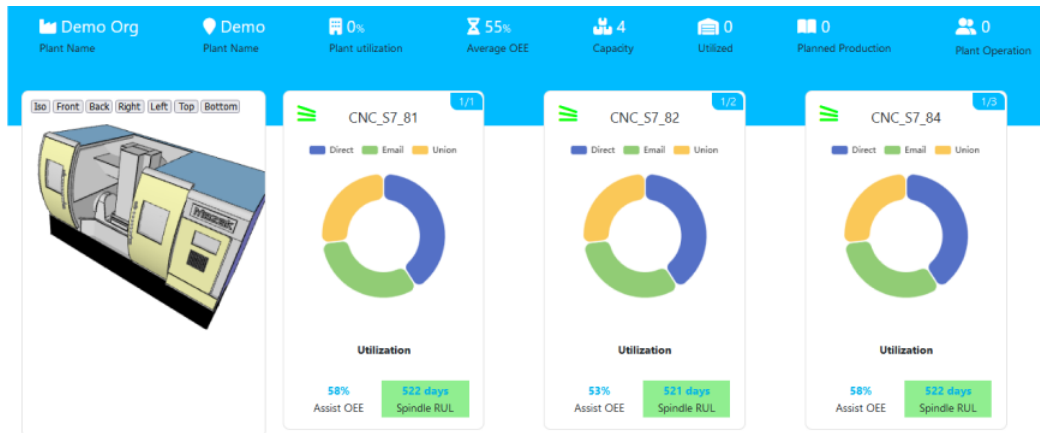 Demo Org
Plant Name
Demo
Plant Name
0%
Plant utilization
55%
Average OEE
4
Capacity
0
Utilized
0
Planned Production
0
Plant Operation
Iso Front Back Right Left Top Bottom
1/1
CNC_S7_81
Direct Email Union
Utilization
58%
Assist OEE
522 days
Spindle RUL
1/2
CNC_S7_82
Direct Email Union
Utilization
53%
Assist OEE
521 days
Spindle RUL
1/3
CNC_S7_84
Direct Email Union
Utilization
58%
Assist OEE
522 days
Spindle RUL